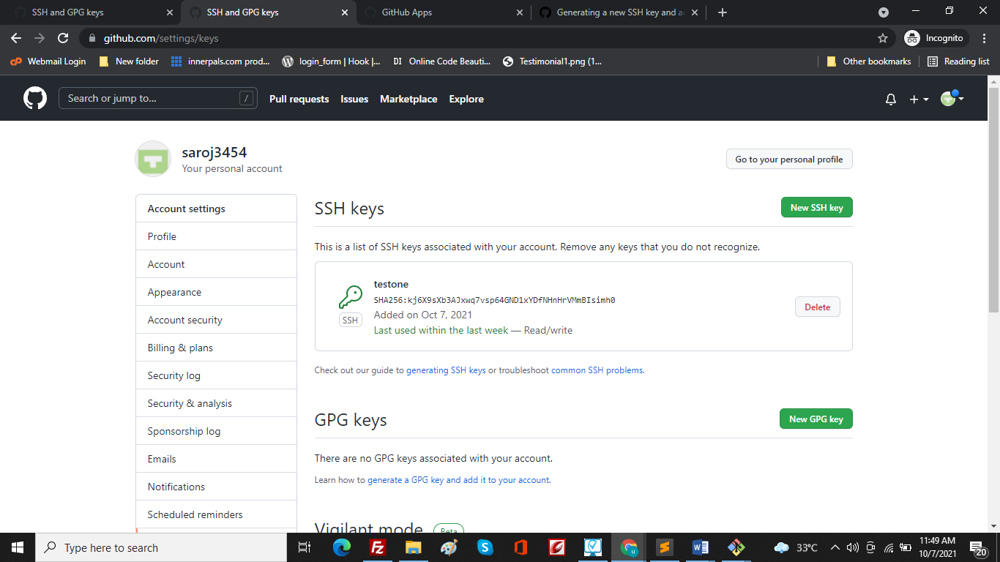 SSH and GPG keys
SSH and GPG keys
GitHub Apps
Generating a new SSH key and a
github.com/settings/keys
Incognito
cP Webmail Login
New folder
innerpals.com prod...
login_form | Hook |...
DI Online Code Beauti...
Testimonial1.png (1...
Other bookmarks
Reading list
Search or jump to...
/
Pull requests
Issues
Marketplace
Explore
saroj3454
Your personal account
Go to your personal profile
Account settings
Profile
Account
Appearance
Account security
Billing & plans
Security log
Security & analysis
Sponsorship log
Emails
Notifications
Scheduled reminders
SSH keys
New SSH key
This is a list of SSH keys associated with your account. Remove any keys that you do not recognize.
testone
SHA256:kj6X9sXb3AJxwq7vsp64GND1xYDfNHnHrVMmBIsimh0
Added on Oct 7, 2021
Last used within the last week — Read/write
SSH
Delete
Check out our guide to generating SSH keys or troubleshoot common SSH problems.
GPG keys
New GPG key
There are no GPG keys associated with your account.
Learn how to generate a GPG key and add it to your account.
Vigilant mode
Beta
Type here to search
33°C
11:49 AM
10/7/2021
20